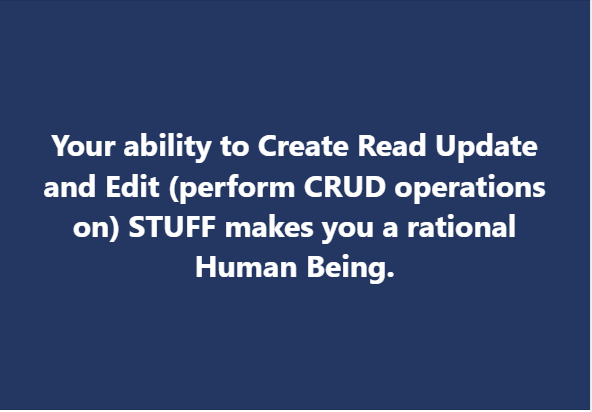 Your ability to Create Read Update
and Edit (perform CRUD operations
on) STUFF makes you a rational
Human Being.